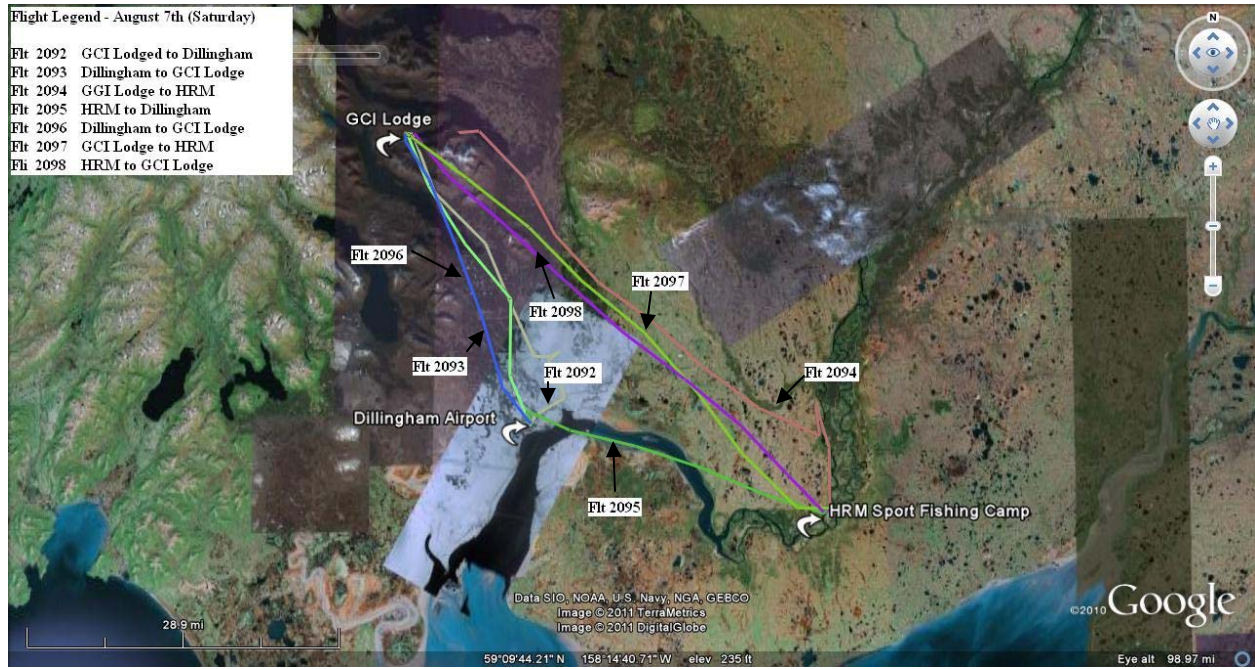 Flight Legend - August 7th (Saturday)
Flt 2092 GCI Lodged to Dillingham
Flt 2093 Dillingham to GCI Lodge
Flt 2094 GGI Lodge to HRM
Flt 2095 HRM to Dillingham
Flt 2096 Dillingham to GCI Lodge
Flt 2097 GCI Lodge to HRM
Fli 2098 HRM to GCI Lodge
N
GCI Lodge
Flt 2096
Flt 2097
Flt 2098
Flt 2093
Flt 2092
Flt 2094
Dillingham Airport
Flt 2095
HRM Sport Fishing Camp
Data SIO, NOAA, U.S. Navy, NGA, GEBCO
Image © 2011 TerraMetrics
Image © 2011 DigitalGlobe
©2010 Google
28.9 mi
59°09'44.21" N 158°14'40.71" W elev 235 ft
Eye alt 98.97 mi